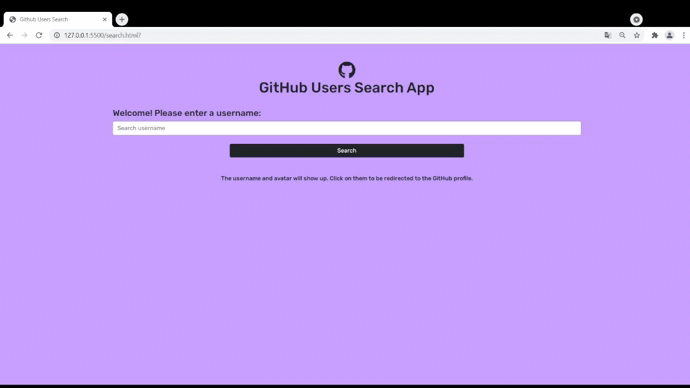 Github Users Search
127.0.0.1:5500/search.html?
GitHub Users Search App
Welcome! Please enter a username:
Search username
Search
The username and avatar will show up. Click on them to be redirected to the GitHub profile.